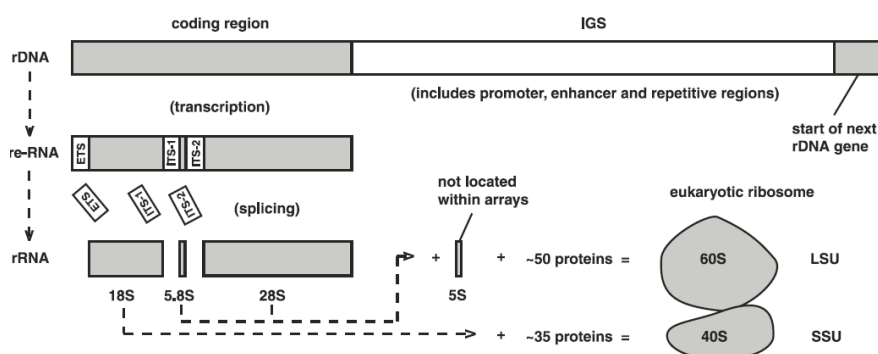 coding region
IGS
rDNA
(transcription)
(includes promoter, enhancer and repetitive regions)
start of next
rDNA gene
re-RNA
ETS
ITS-1
ITS-2
ETS
ITS-1
ITS-2
(splicing)
not located
within arrays
eukaryotic ribosome
rRNA
+
+
~50 proteins =
60S
LSU
18S
5.8S
28S
5S
+
~35 proteins =
40S
SSU